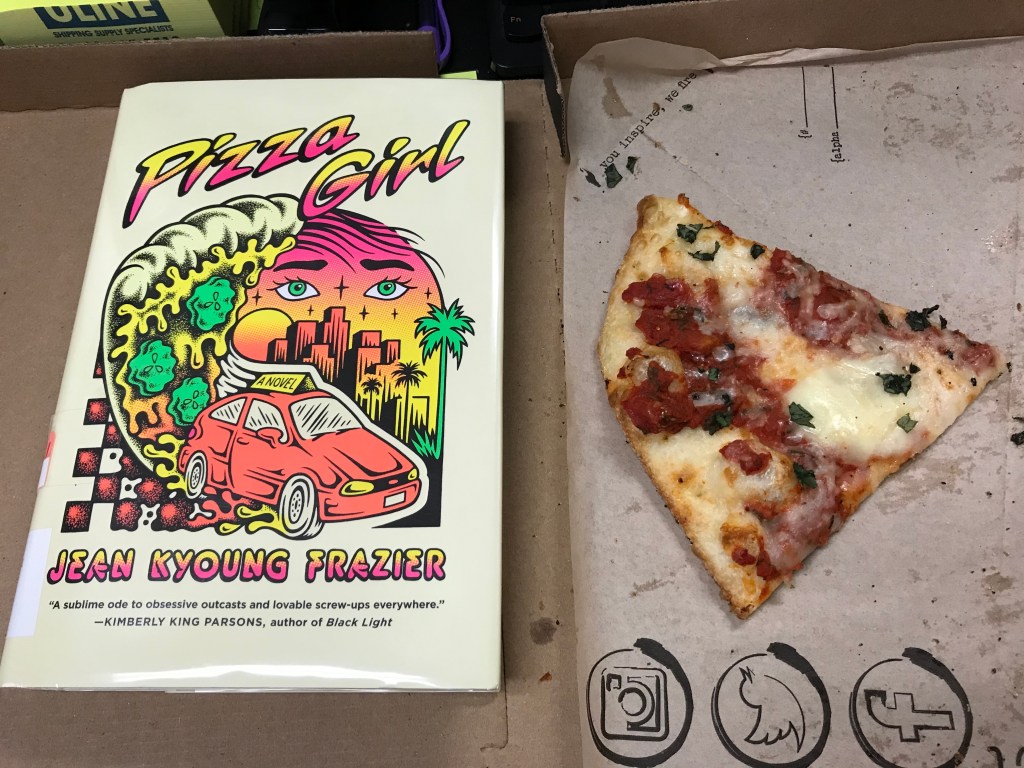 ULINE
SHIPPING SUPPLY SPECIALISTS
Fn
Pizza
Girl
A NOVEL
JEAN KYOUNG FRAZIER
"A sublime ode to obsessive outcasts and lovable screw-ups everywhere."
—KIMBERLY KING PARSONS, author of Black Light
you inspire, we fire
{#
{alpha